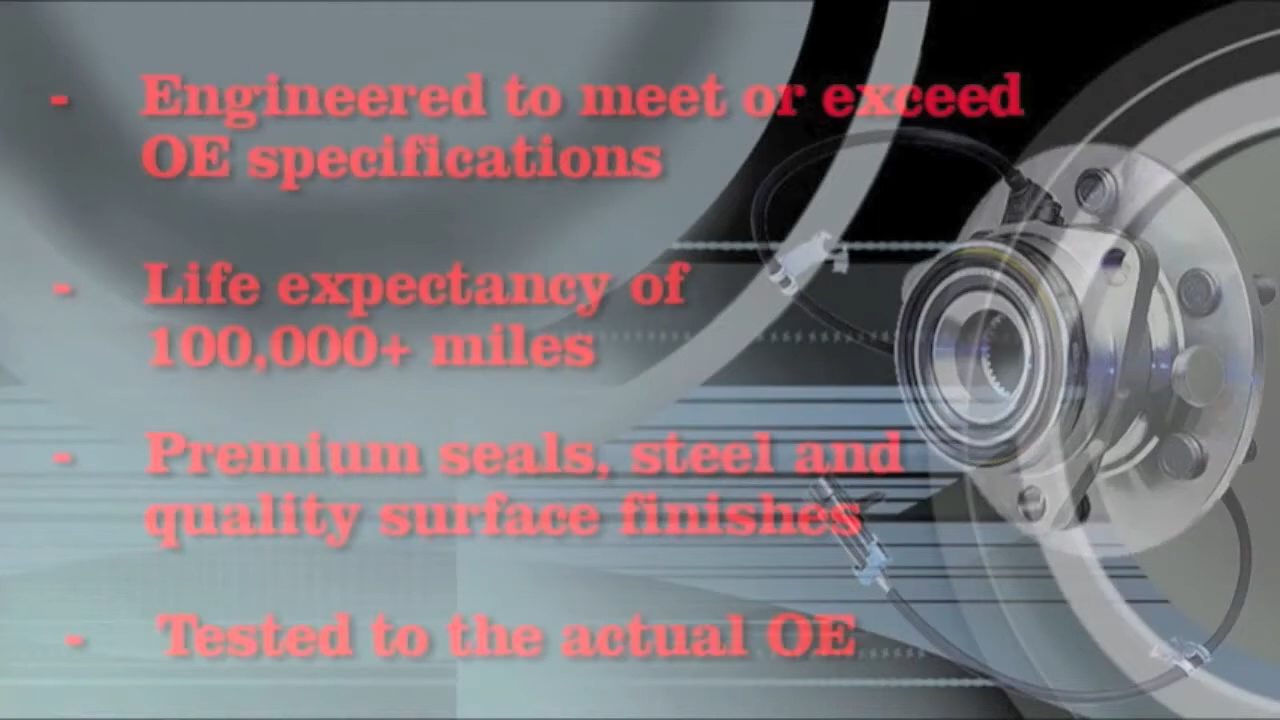 - Engineered to meet or exceed
OE specifications
- Life expectancy of
100,000+ miles
- Premium seals, steel and
quality surface finishes
- Tested to the actual OE